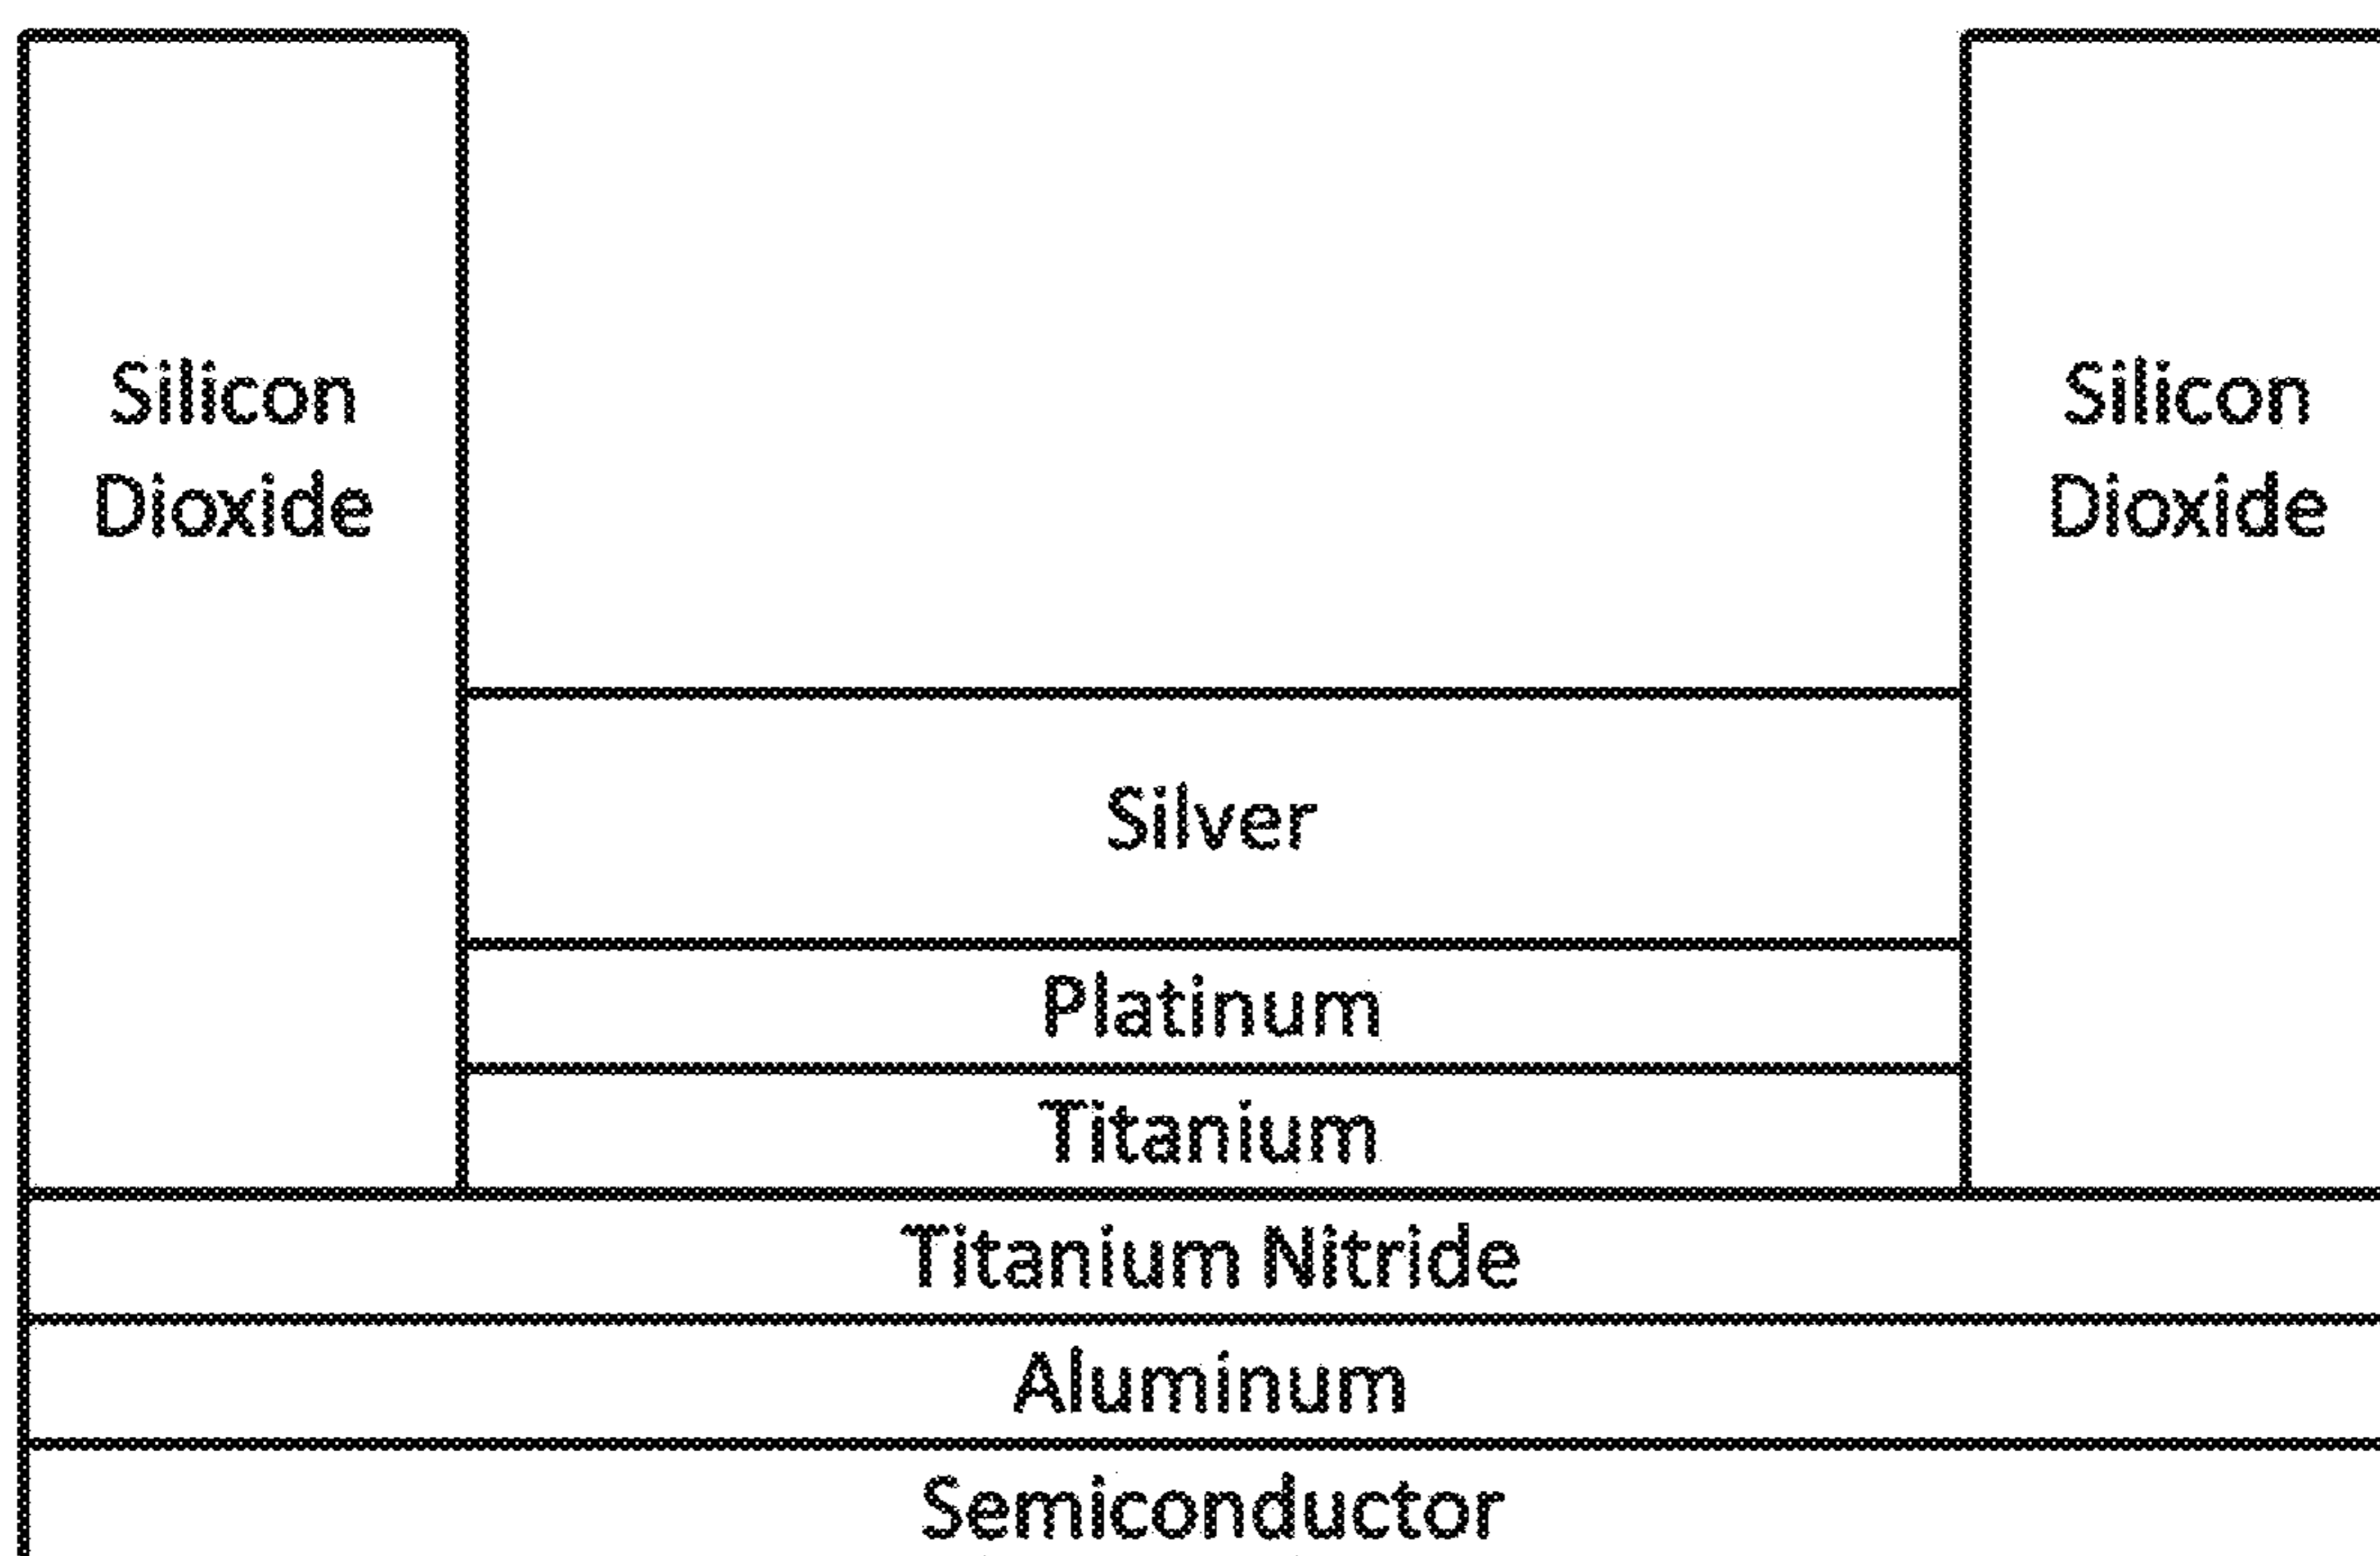 Silicon
Dioxide
Silicon
Dioxide
Silver
Platinum
Titanium
Titanium Nitride
Aluminum
Semiconductor